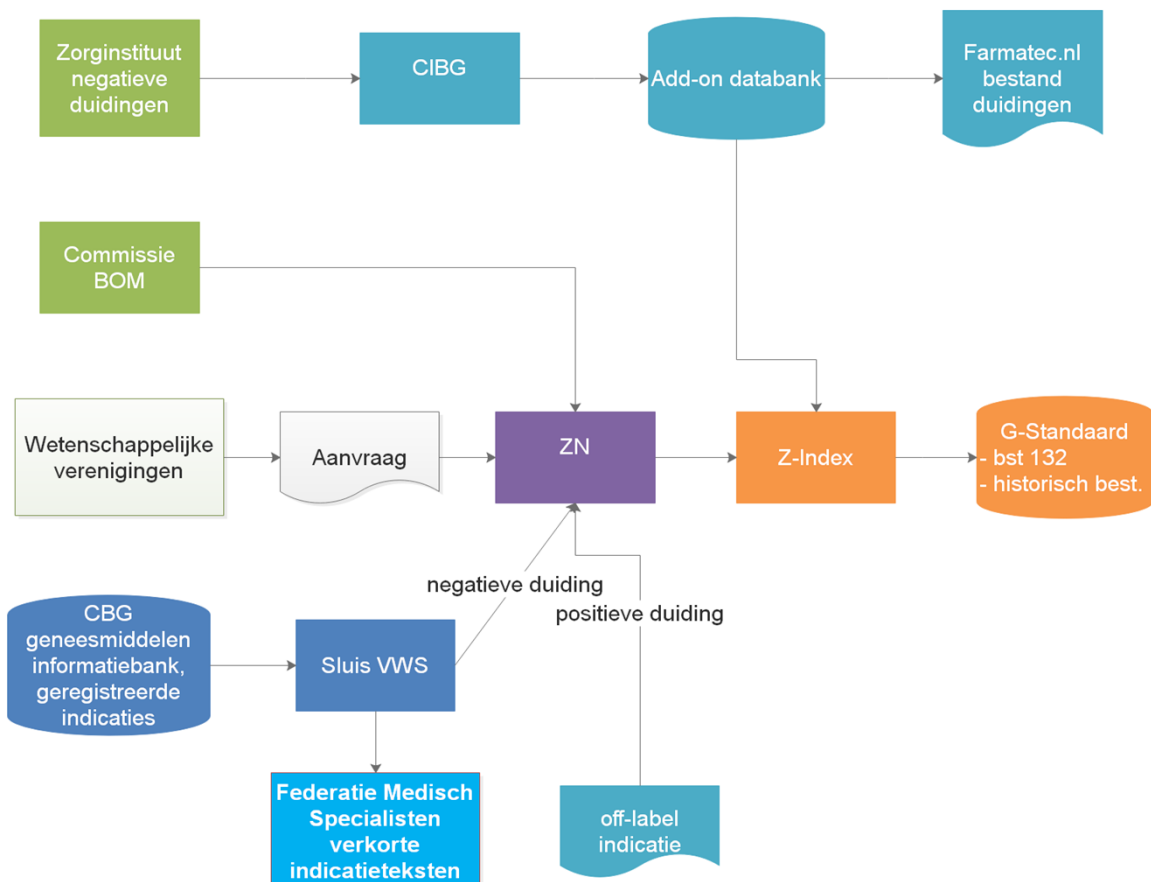 Zorginstituut
negatieve
duidingen
CIBG
Add-on databank
Farmatec.nl
bestand
duidingen
Commissie
BOM
Wetenschappelijke
verenigingen
Aanvraag
ZN
Z-Index
G-Standaard
- bst 132
- historisch best.
negatieve duiding
positieve duiding
CBG
geneesmiddelen
informatiebank,
geregistreerde
indicaties
Sluis VWS
Federatie Medisch
Specialisten
verkorte
indicatieteksten
off-label
indicatie